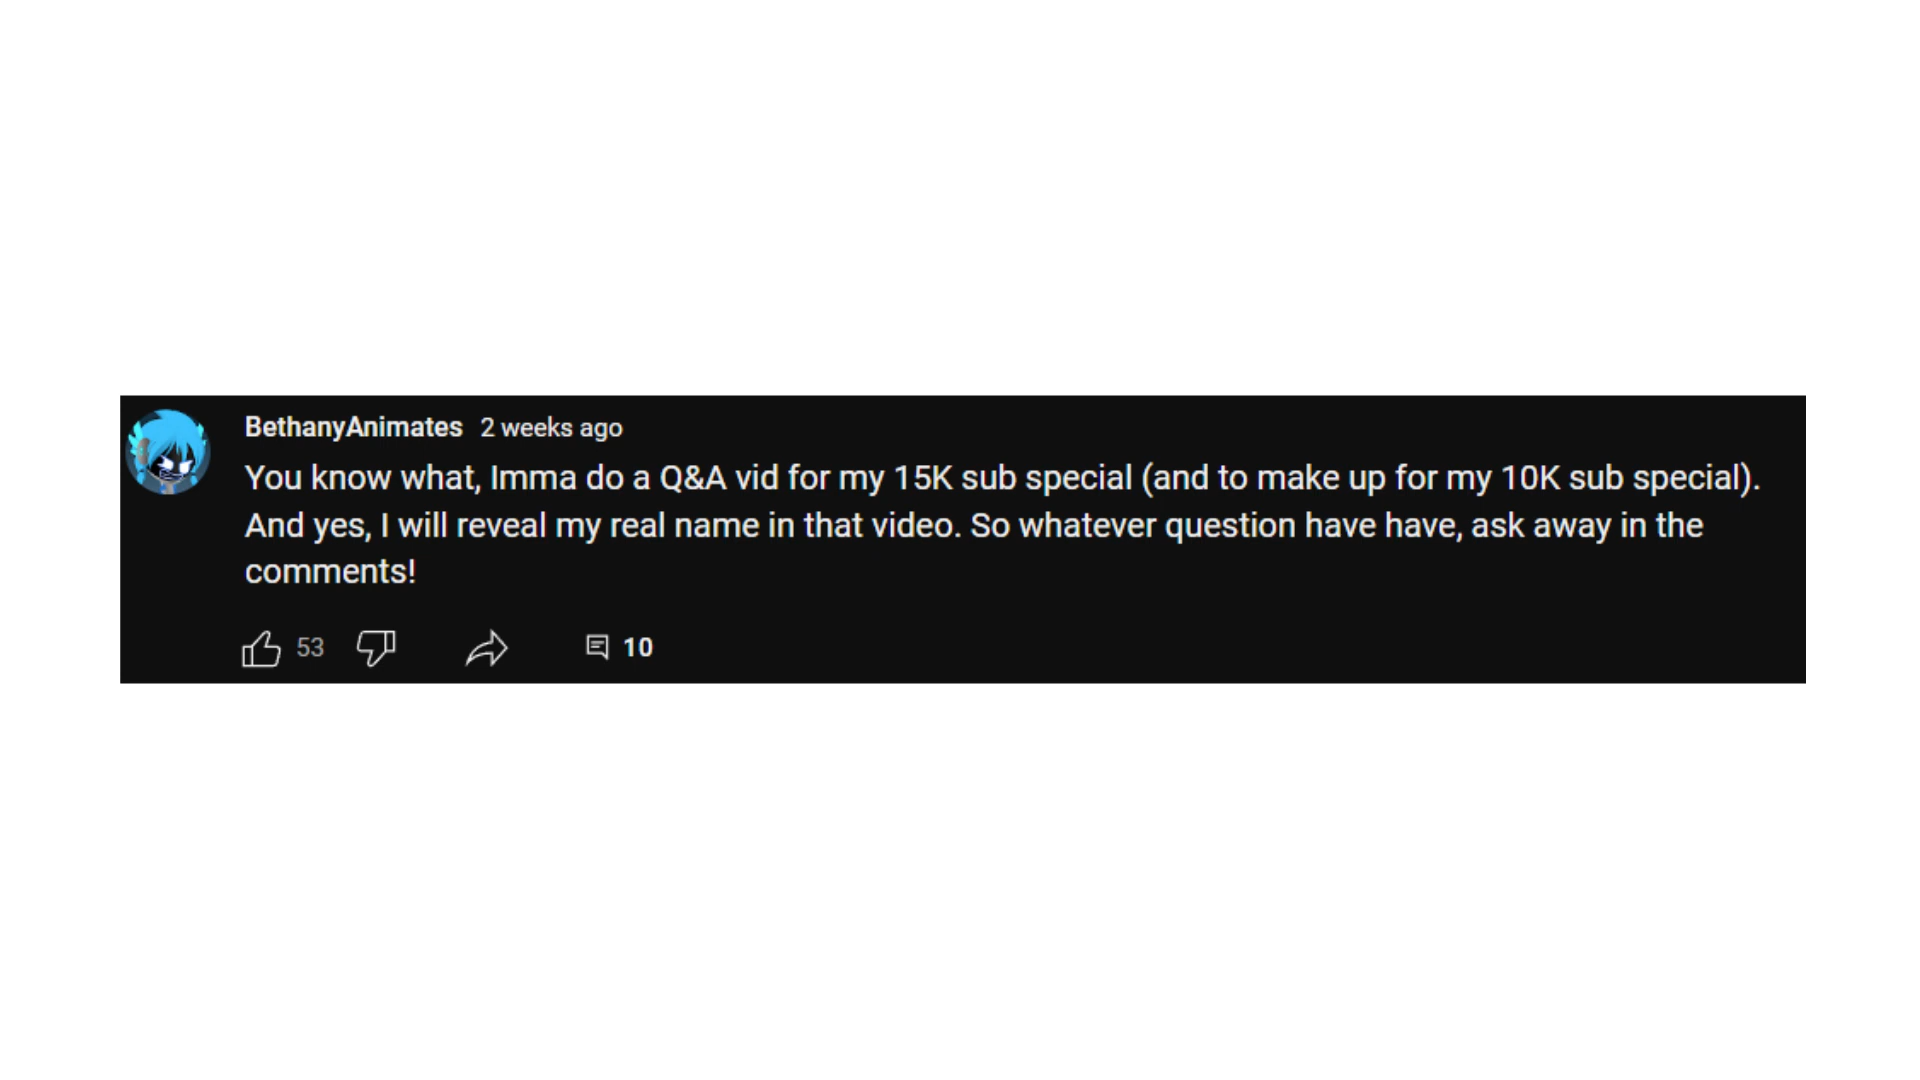 BethanyAnimates 2 weeks ago
You know what, Imma do a Q&A vid for my 15K sub special (and to make up for my 10K sub special).
And yes, I will reveal my real name in that video. So whatever question have have, ask away in the
comments!
53 10